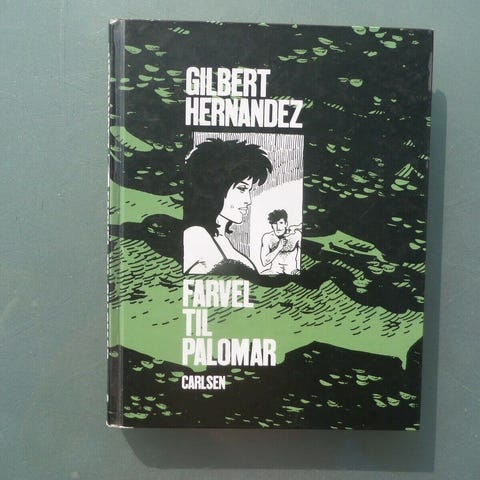 GILBERT
HERNANDEZ
FARVEL
TIL
PALOMAR
CARLSEN